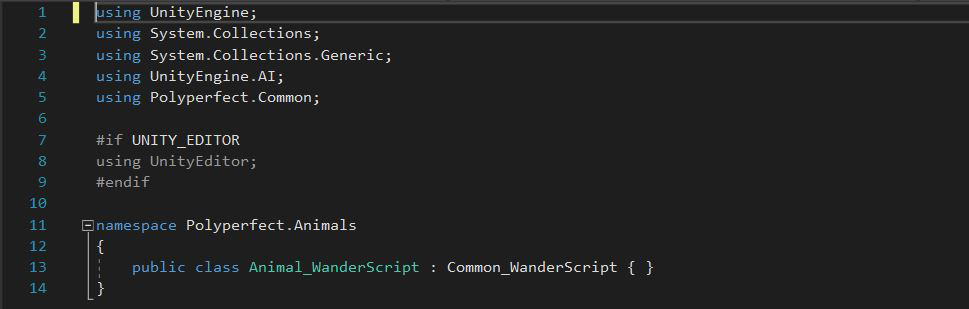 1 using UnityEngine;
2 using System.Collections;
3 using System.Collections.Generic;
4 using UnityEngine.AI;
5 using Polyperfect.Common;
6
7 #if UNITY_EDITOR
8 using UnityEditor;
9 #endif
10
11 namespace Polyperfect.Animals
12 {
13     public class Animal_WanderScript : Common_WanderScript { }
14 }